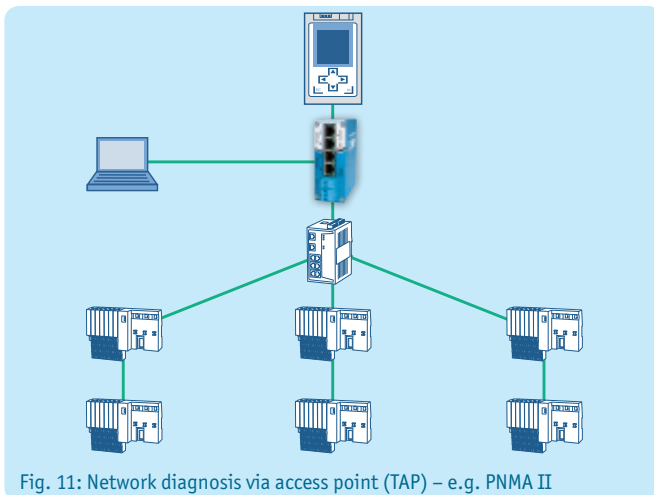 Fig. 11: Network diagnosis via access point (TAP) – e.g. PNMA II